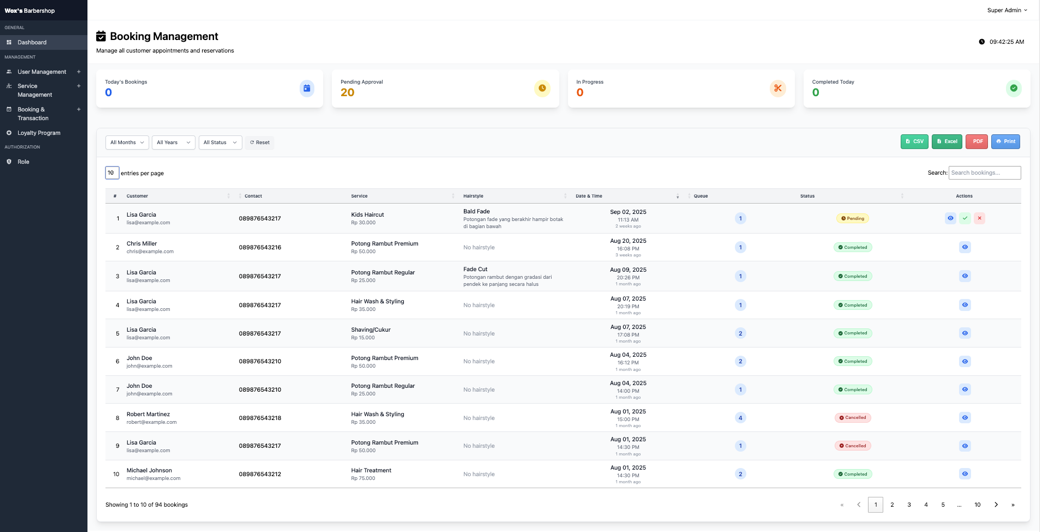 Wox's Barbershop
Super Admin
GENERAL
Dashboard
MANAGEMENT
User Management +
Service Management +
Booking & Transaction +
Loyalty Program
AUTHORIZATION
Role
Booking Management
Manage all customer appointments and reservations
09:42:25 AM
Today's Bookings
0
Pending Approval
20
In Progress
0
Completed Today
0
All Months
All Years
All Status
Reset
CSV
Excel
PDF
Print
10 entries per page
Search: Search bookings...
# Customer Contact Service Hairstyle Date & Time Queue Status Actions
1 Lisa Garcia 089876543217 Kids Haircut Bald Fade Sep 02, 2025 1 Pending
lisa@example.com Rp 30.000 Potongan fade yang berakhir hampir botak di bagian bawah 11:13 AM
2 weeks ago
2 Chris Miller 089876543216 Potong Rambut Premium No hairstyle Aug 20, 2025 1 Completed
chris@example.com Rp 50.000 16:08 PM
3 weeks ago
3 Lisa Garcia 089876543217 Potong Rambut Regular Fade Cut Aug 09, 2025 1 Completed
lisa@example.com Rp 25.000 Potongan rambut dengan gradasi dari pendek ke panjang secara halus 20:26 PM
1 month ago
4 Lisa Garcia 089876543217 Hair Wash & Styling No hairstyle Aug 07, 2025 1 Completed
lisa@example.com Rp 35.000 20:19 PM
1 month ago
5 Lisa Garcia 089876543217 Shaving/Cukur No hairstyle Aug 07, 2025 2 Completed
lisa@example.com Rp 15.000 17:08 PM
1 month ago
6 John Doe 089876543210 Potong Rambut Premium No hairstyle Aug 04, 2025 2 Completed
john@example.com Rp 50.000 16:12 PM
1 month ago
7 John Doe 089876543210 Potong Rambut Regular No hairstyle Aug 04, 2025 1 Completed
john@example.com Rp 25.000 14:00 PM
1 month ago
8 Robert Martinez 089876543218 Hair Wash & Styling No hairstyle Aug 01, 2025 4 Cancelled
robert@example.com Rp 35.000 15:00 PM
1 month ago
9 Lisa Garcia 089876543217 Potong Rambut Premium No hairstyle Aug 01, 2025 1 Cancelled
lisa@example.com Rp 50.000 14:30 PM
1 month ago
10 Michael Johnson 089876543212 Hair Treatment No hairstyle Aug 01, 2025 2 Completed
michael@example.com Rp 75.000 14:30 PM
1 month ago
Showing 1 to 10 of 94 bookings
« ‹ 1 2 3 4 5 ... 10 › »